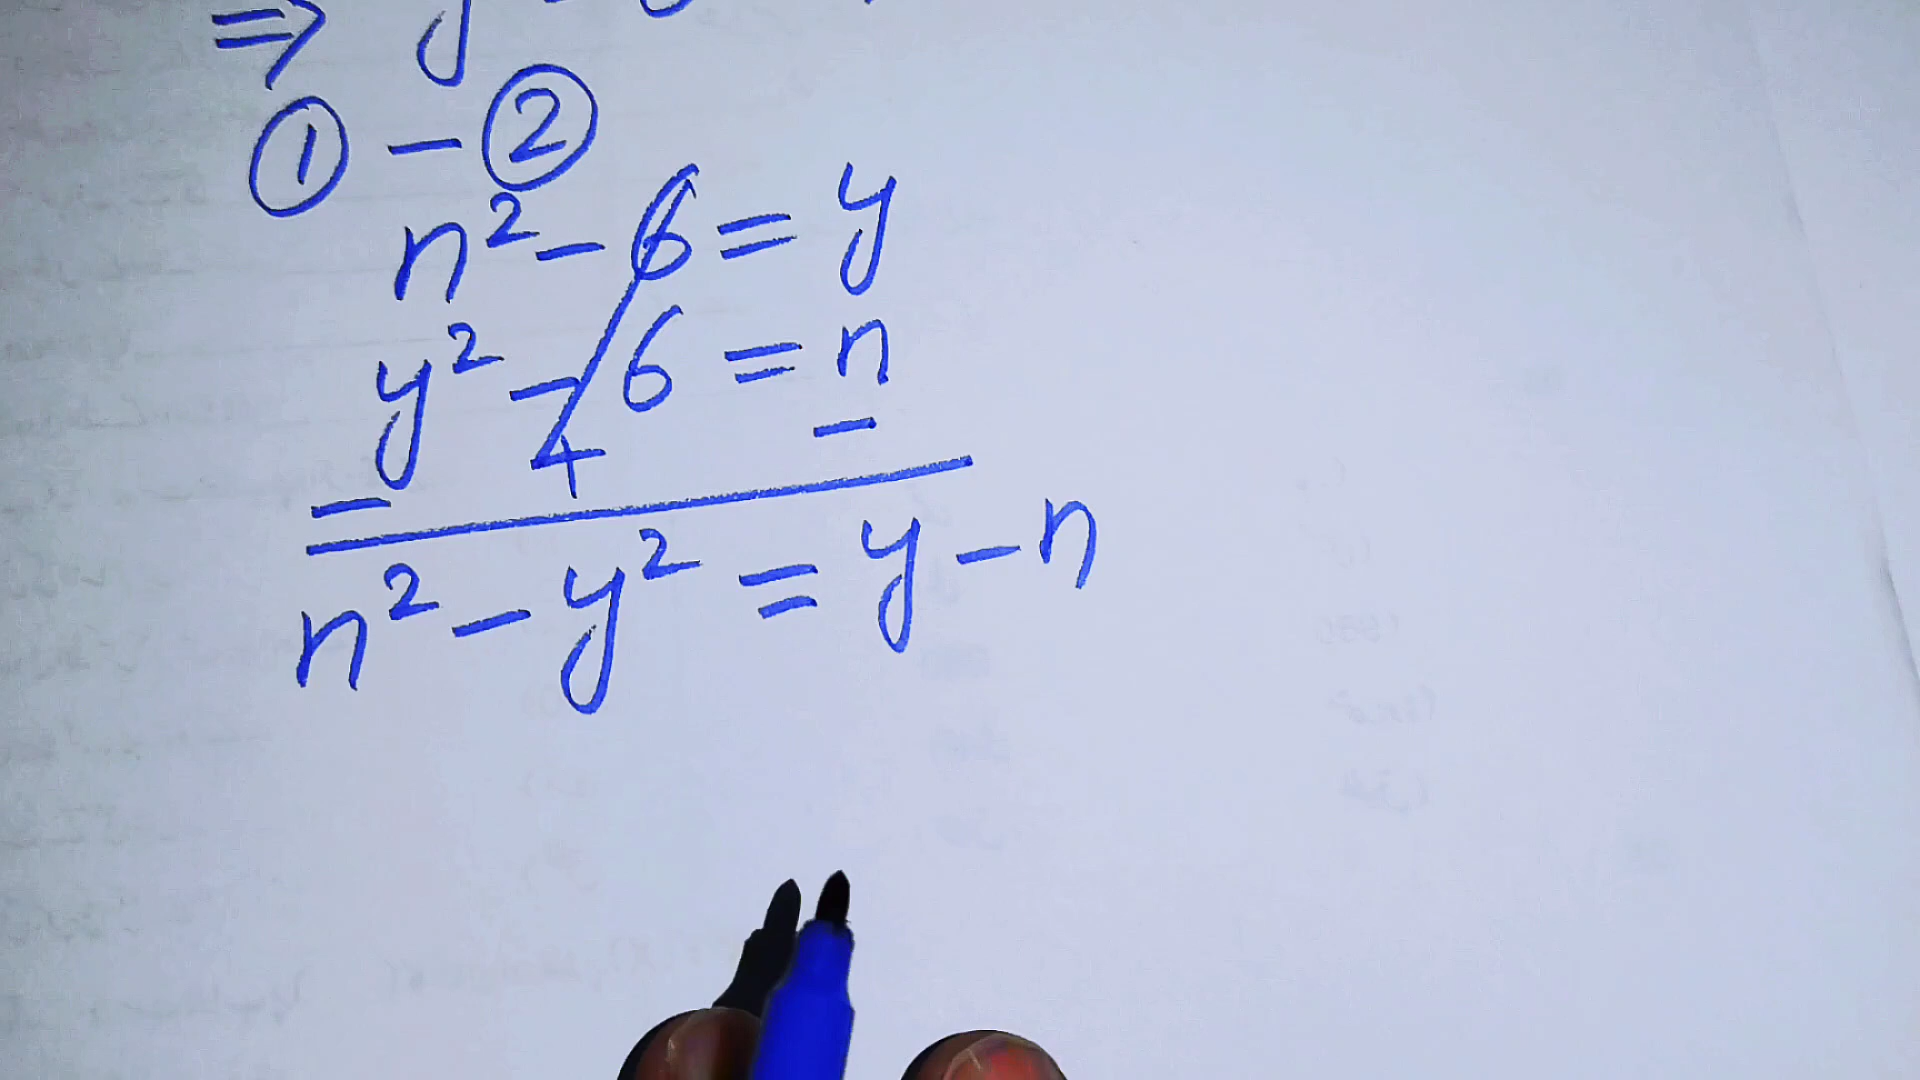 ⇒ y
① - ②
n² - 6 = y
y² - 6 = n
- + -
n² - y² = y - n